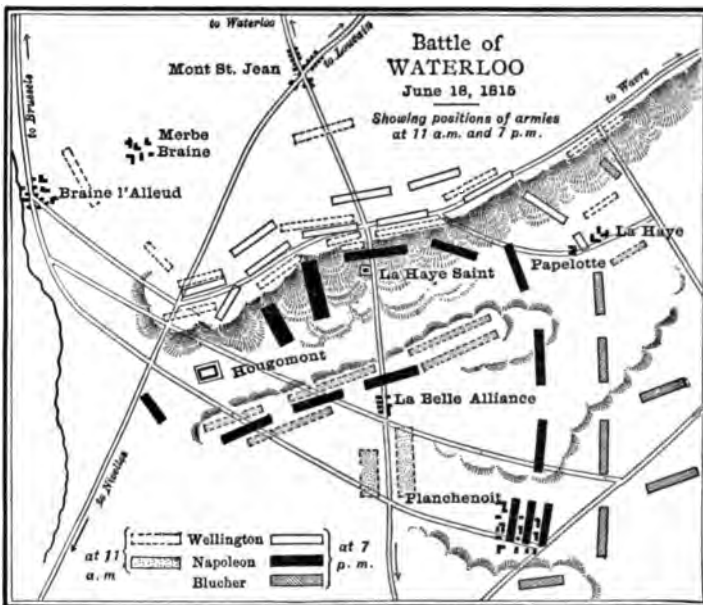 to Waterloo
to Louvain
Battle of
WATERLOO
June 18, 1815
Showing positions of armies
at 11 a.m. and 7 p.m.
Mont St. Jean
to Wavre
to Brussels
Merbe
Braine
Braine l'Alleud
La Haye
Papelotte
La Haye Saint
Hougomont
La Belle Alliance
to Nivelles
Planchenoit
at 11
a.m
Wellington
Napoleon
Blucher
at 7
p.m.